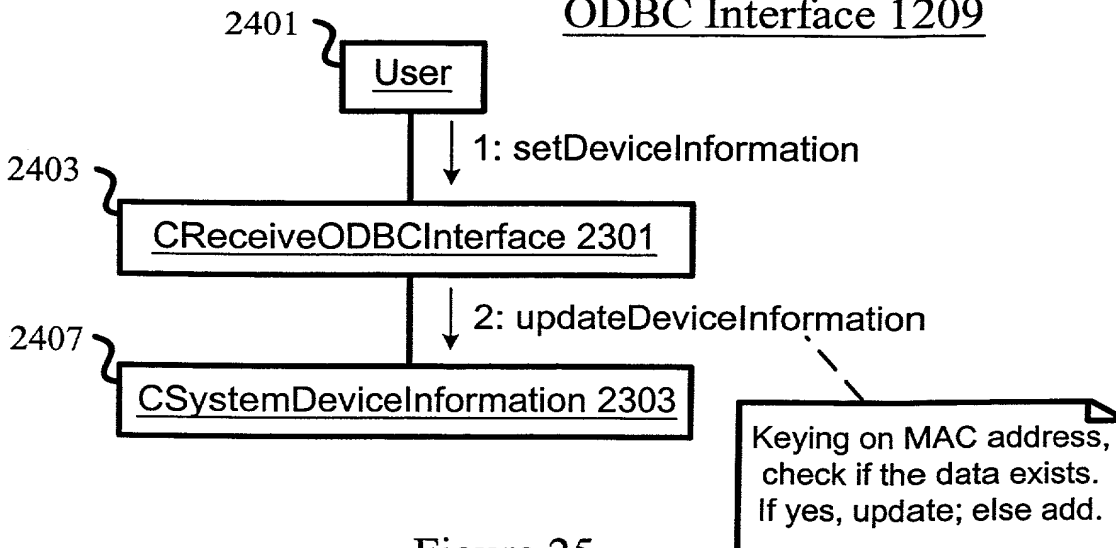 ODBC Interface 1209
2401
User
1: setDeviceInformation
2403
CReceiveODBCInterface 2301
2: updateDeviceInformation
2407
CSystemDeviceInformation 2303
Keying on MAC address,
check if the data exists.
If yes, update; else add.
Figure 25